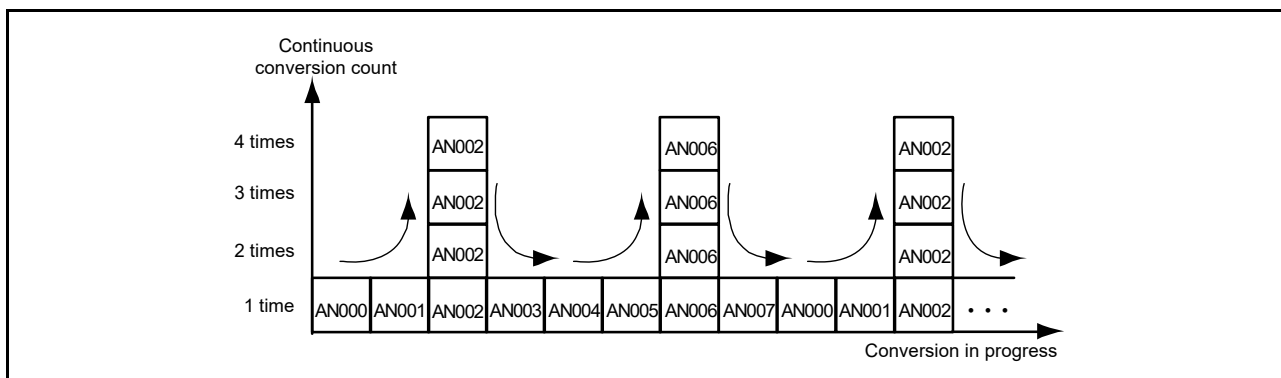 Continuous
conversion count
4 times
AN002
AN006
AN002
3 times
AN002
AN006
AN002
2 times
AN002
AN006
AN002
1 time
AN000
AN001
AN002
AN003
AN004
AN005
AN006
AN007
AN000
AN001
AN002
• • •
Conversion in progress